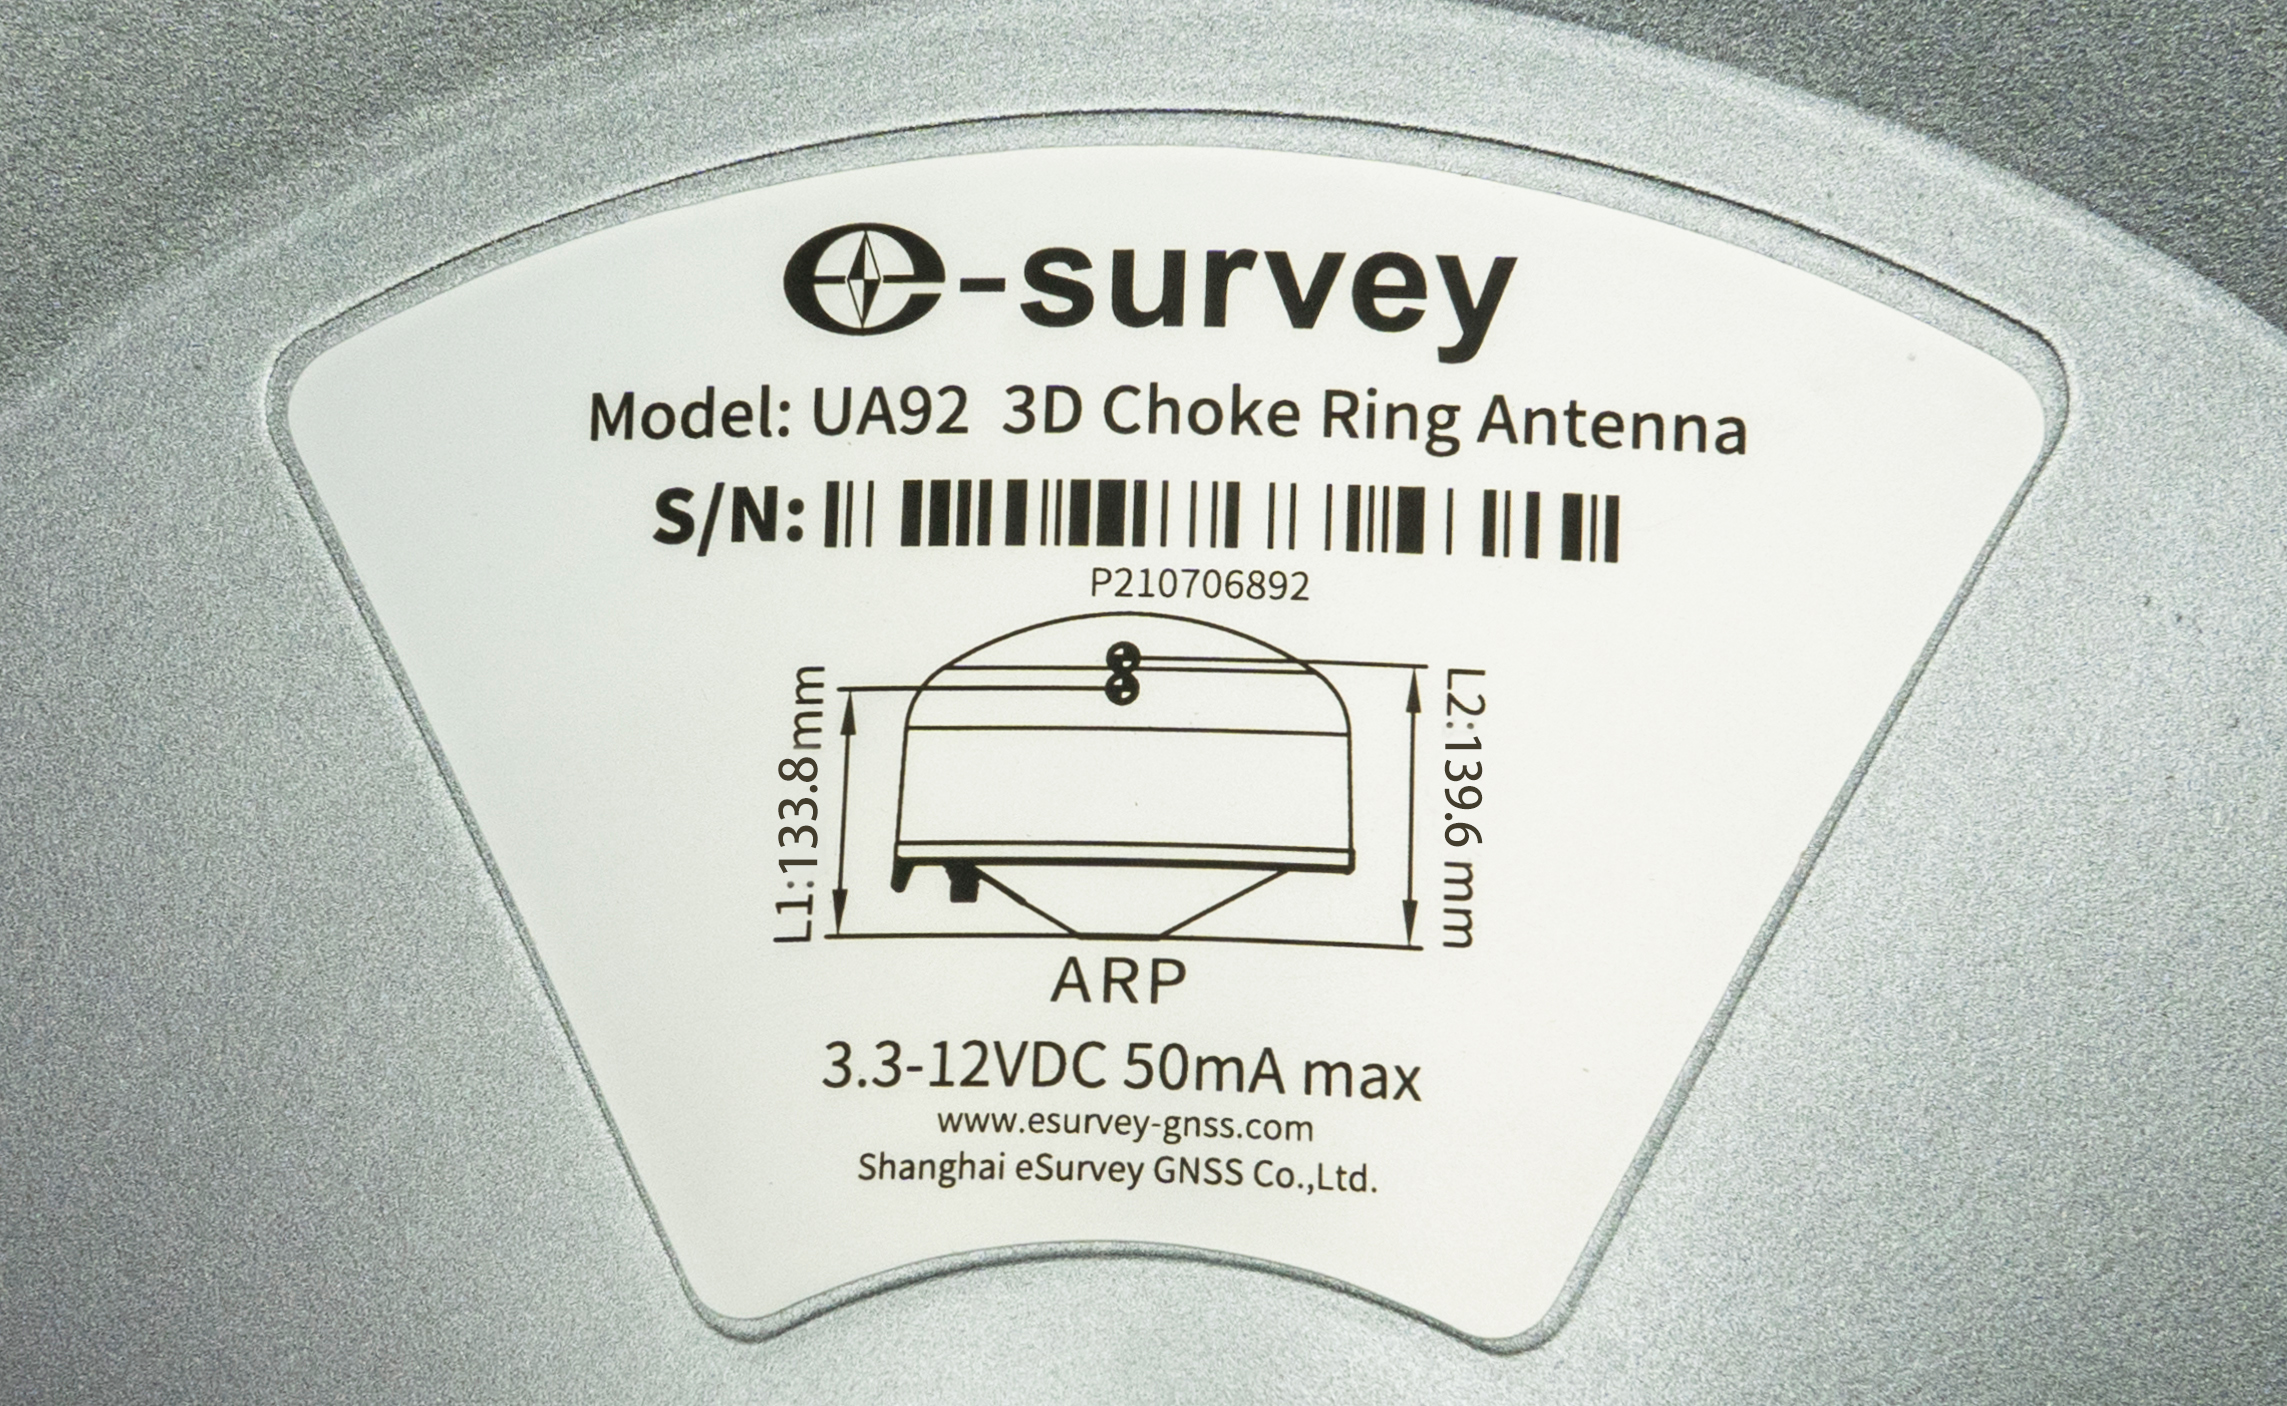 e-survey
Model: UA92 3D Choke Ring Antenna
S/N:
P210706892
L1:133.8mm
L2:139.6 mm
ARP
3.3-12VDC 50mA max
www.esurvey-gnss.com
Shanghai eSurvey GNSS Co.,Ltd.